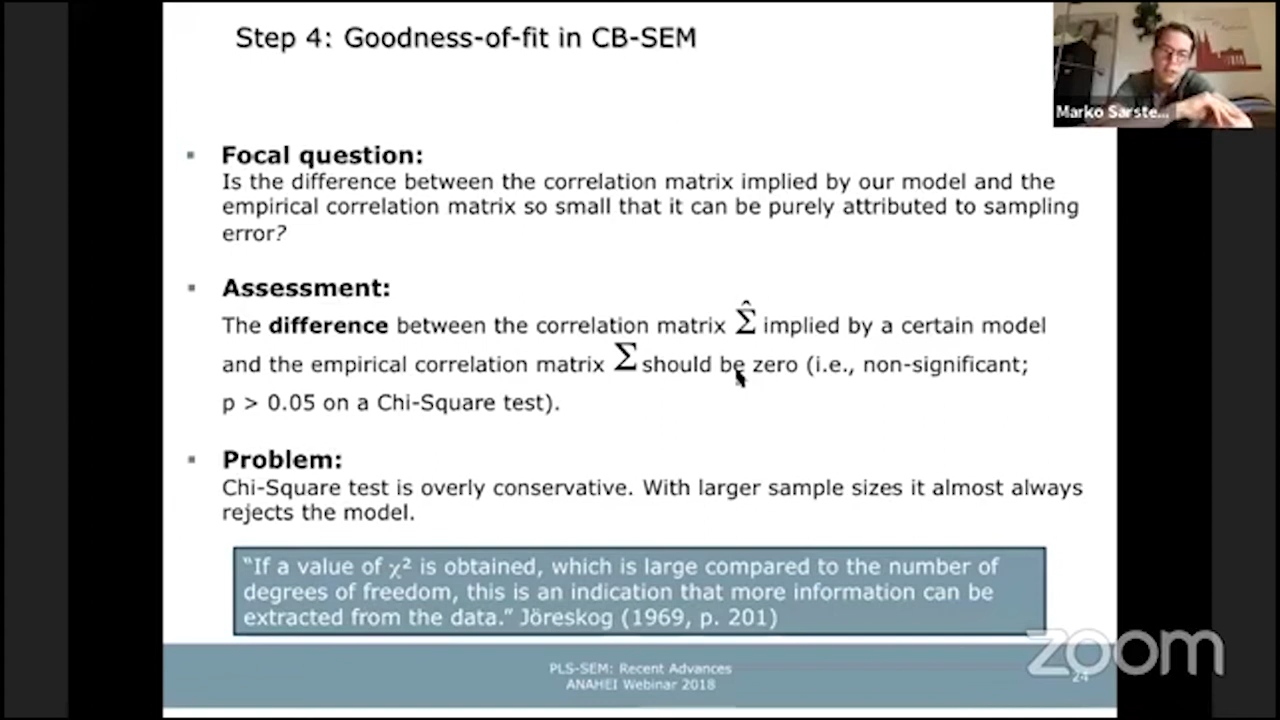 Step 4: Goodness-of-fit in CB-SEM
Marko Sarste...
▪ Focal question:
Is the difference between the correlation matrix implied by our model and the
empirical correlation matrix so small that it can be purely attributed to sampling
error?
▪ Assessment:
The difference between the correlation matrix Σ̂ implied by a certain model
and the empirical correlation matrix Σ should be zero (i.e., non-significant;
p > 0.05 on a Chi-Square test).
▪ Problem:
Chi-Square test is overly conservative. With larger sample sizes it almost always
rejects the model.
“If a value of χ² is obtained, which is large compared to the number of
degrees of freedom, this is an indication that more information can be
extracted from the data.” Jöreskog (1969, p. 201)
PLS-SEM: Recent Advances
ANAHEI Webinar 2018
24
zoom